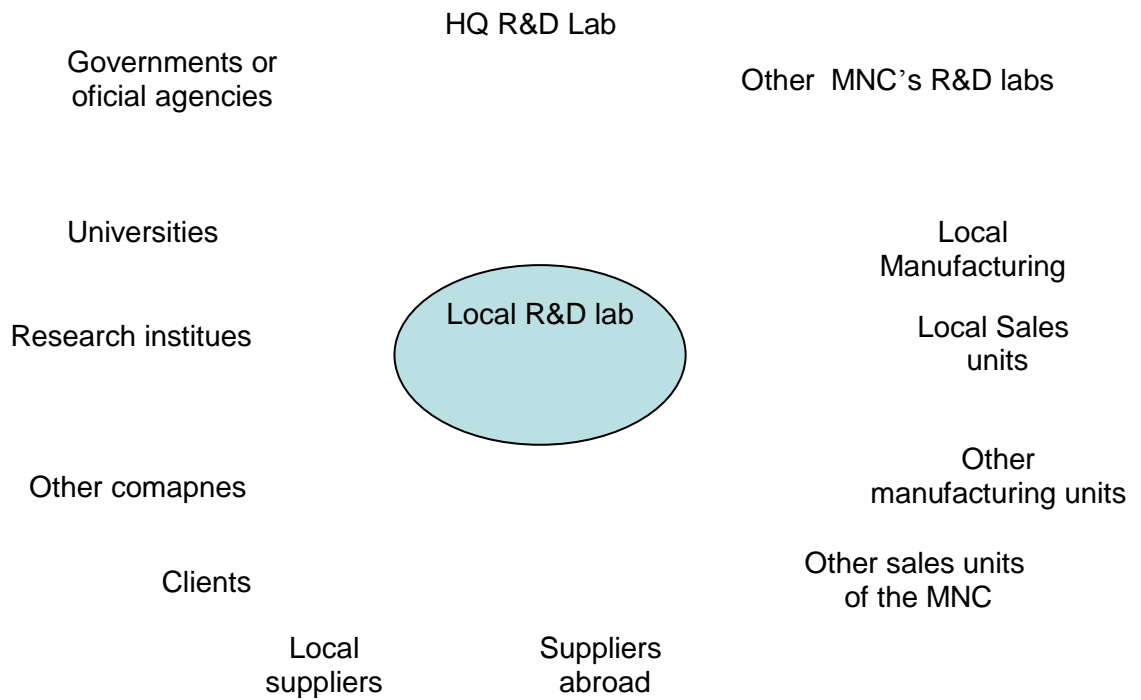 HQ R&D Lab
Governments or
oficial agencies
Other  MNC’s R&D labs
Universities
Local
Manufacturing
Local R&D lab
Research institues
Local Sales
units
Other comapnes
Other
manufacturing units
Clients
Other sales units
of the MNC
Local
suppliers
Suppliers
abroad